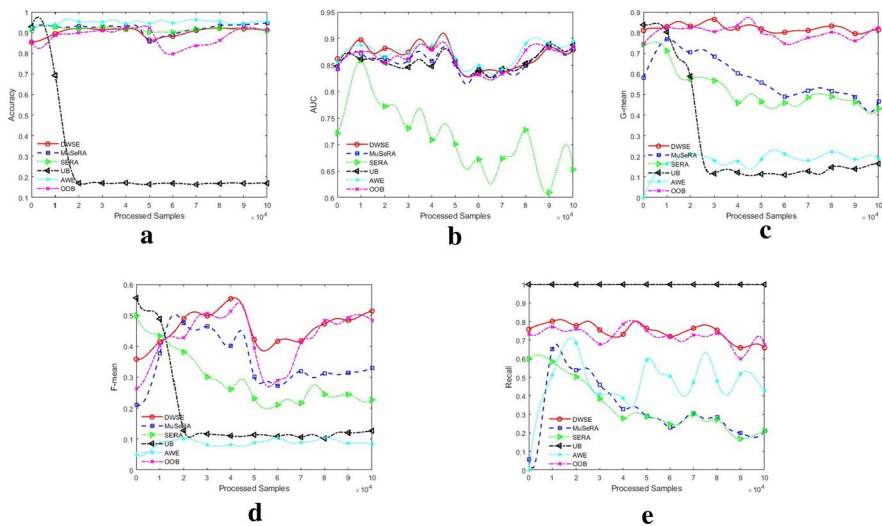 1
0.9
0.8
0.7
0.6
0.5
0.4
0.3
0.2
0.1
Accuracy
DWSE
MuSeRA
SERA
UB
AWE
OOB
0 1 2 3 4 5 6 7 8 9 10
Processed Samples
×10⁴
a
1
0.95
0.9
0.85
0.8
0.75
0.7
0.65
0.6
AUC
DWSE
MuSeRA
SERA
UB
AWE
OOB
0 1 2 3 4 5 6 7 8 9 10
Processed Samples
×10⁴
b
0.9
0.8
0.7
0.6
0.5
0.4
0.3
0.2
0.1
0
G-mean
DWSE
MuSeRA
SERA
UB
AWE
OOB
0 1 2 3 4 5 6 7 8 9 10
Processed Samples
×10⁴
c
0.6
0.5
0.4
0.3
0.2
0.1
0
F-mean
DWSE
MuSeRA
SERA
UB
AWE
OOB
0 1 2 3 4 5 6 7 8 9 10
Processed Samples
×10⁴
d
1
0.9
0.8
0.7
0.6
0.5
0.4
0.3
0.2
0.1
0
Recall
DWSE
MuSeRA
SERA
UB
AWE
OOB
0 1 2 3 4 5 6 7 8 9 10
Processed Samples
×10⁴
e